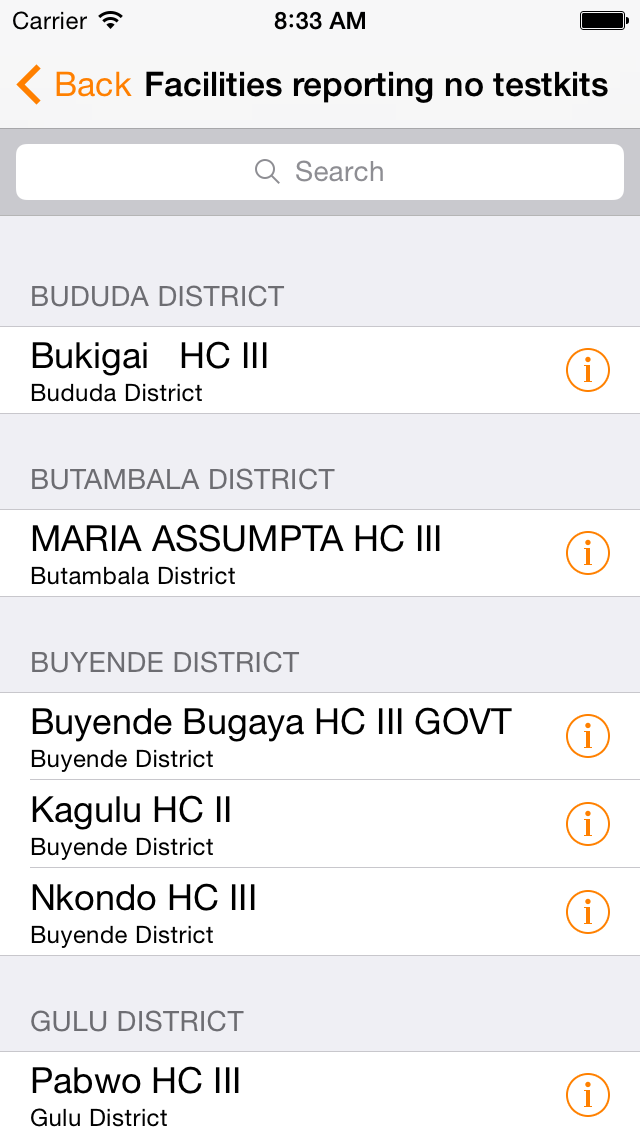 Carrier 8:33 AM
Back Facilities reporting no testkits
Search
BUDUDA DISTRICT
Bukigai   HC III
Bududa District
BUTAMBALA DISTRICT
MARIA ASSUMPTA HC III
Butambala District
BUYENDE DISTRICT
Buyende Bugaya HC III GOVT
Buyende District
Kagulu HC II
Buyende District
Nkondo HC III
Buyende District
GULU DISTRICT
Pabwo HC III
Gulu District